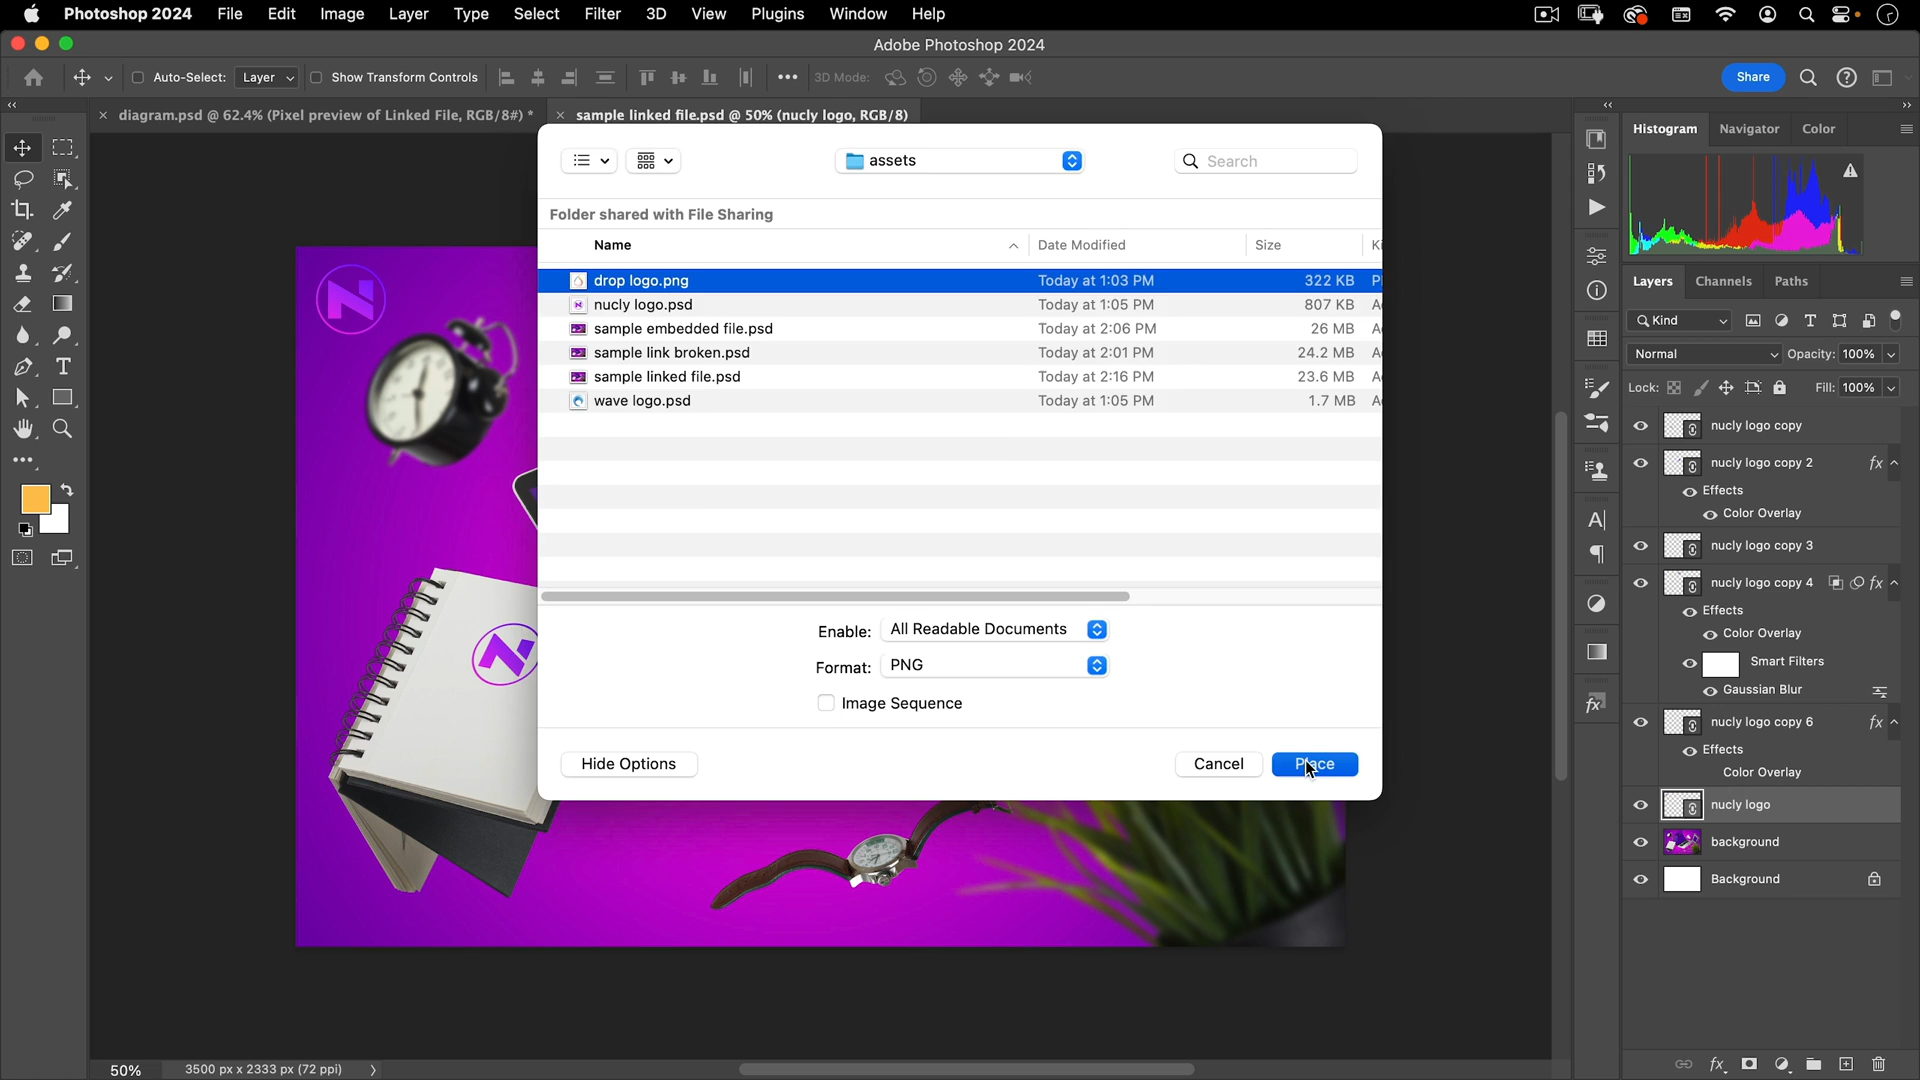 Photoshop 2024 File Edit Image Layer Type Select Filter 3D View Plugins Window Help
Adobe Photoshop 2024
Auto-Select: Layer Show Transform Controls 3D Mode: Share
diagram.psd @ 62.4% (Pixel preview of Linked File, RGB/8#) *
sample linked file.psd @ 50% (nucly logo, RGB/8)
assets
Search
Folder shared with File Sharing
Name Date Modified Size
drop logo.png Today at 1:03 PM 322 KB
nucly logo.psd Today at 1:05 PM 807 KB
sample embedded file.psd Today at 2:06 PM 26 MB
sample link broken.psd Today at 2:01 PM 24.2 MB
sample linked file.psd Today at 2:16 PM 23.6 MB
wave logo.psd Today at 1:05 PM 1.7 MB
Enable: All Readable Documents
Format: PNG
Image Sequence
Hide Options Cancel Place
Histogram Navigator Color
Layers Channels Paths
Kind
Normal Opacity: 100%
Lock: Fill: 100%
nucly logo copy
nucly logo copy 2 fx
Effects
Color Overlay
nucly logo copy 3
nucly logo copy 4 fx
Effects
Color Overlay
Smart Filters
Gaussian Blur
nucly logo copy 6 fx
Effects
Color Overlay
nucly logo
background
Background
50% 3500 px x 2333 px (72 ppi)